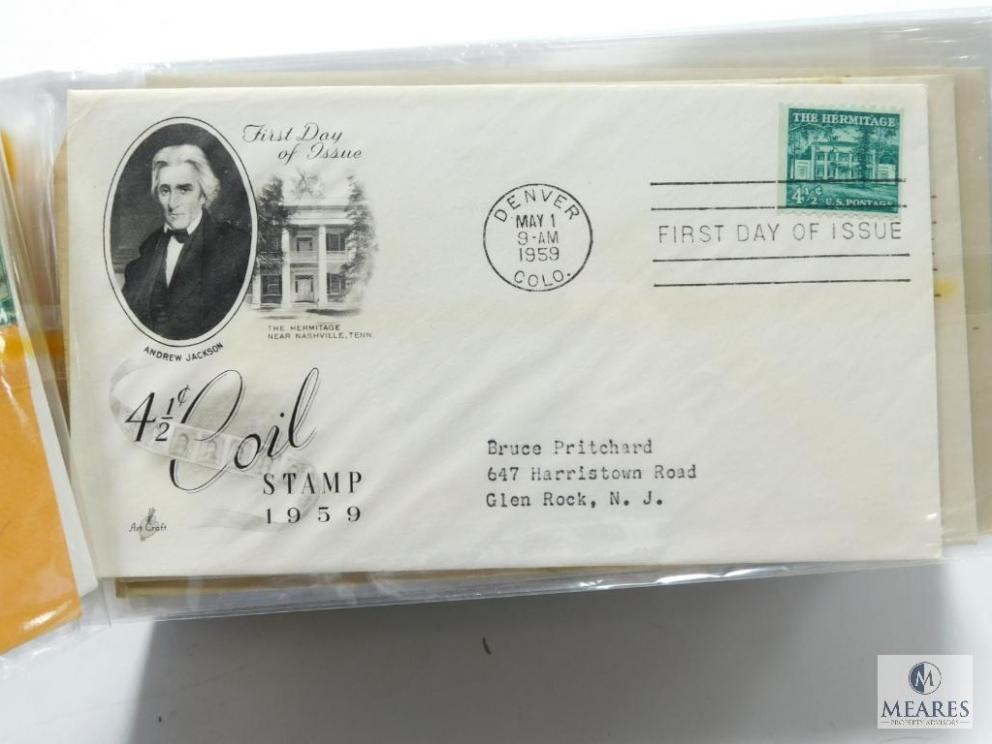 First Day
of Issue
THE HERMITAGE
NEAR NASHVILLE, TENN.
ANDREW JACKSON
4½¢ Coil
STAMP
1959
Art Craft
DENVER
MAY 1
9-AM
1959
COLO.
THE HERMITAGE
4½¢ U.S. POSTAGE
FIRST DAY OF ISSUE
Bruce Pritchard
647 Harristown Road
Glen Rock, N. J.
M
MEARES
PROPERTY ADVISORS